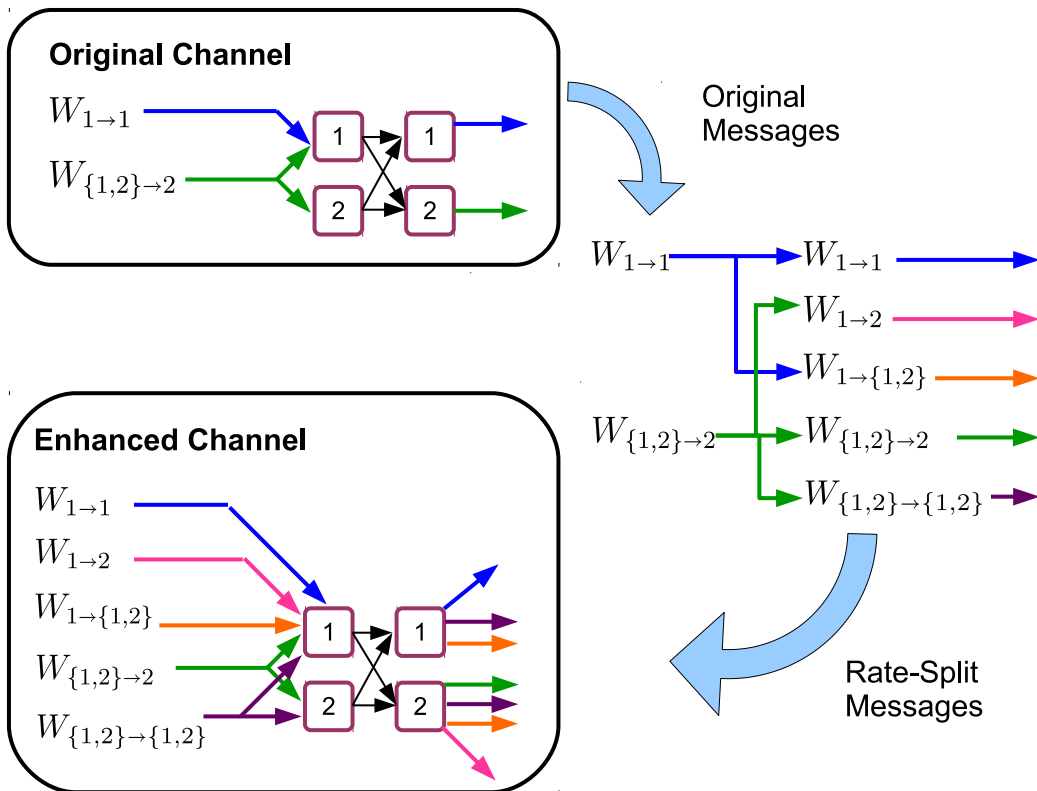 Original Channel
W_{1→1}
W_{{1,2}→2}
1 1
2 2
Original
Messages
W_{1→1}
W_{{1,2}→2}
W_{1→1}
W_{1→2}
W_{1→{1,2}}
W_{{1,2}→2}
W_{{1,2}→{1,2}}
Enhanced Channel
W_{1→1}
W_{1→2}
W_{1→{1,2}}
W_{{1,2}→2}
W_{{1,2}→{1,2}}
1 1
2 2
Rate-Split
Messages